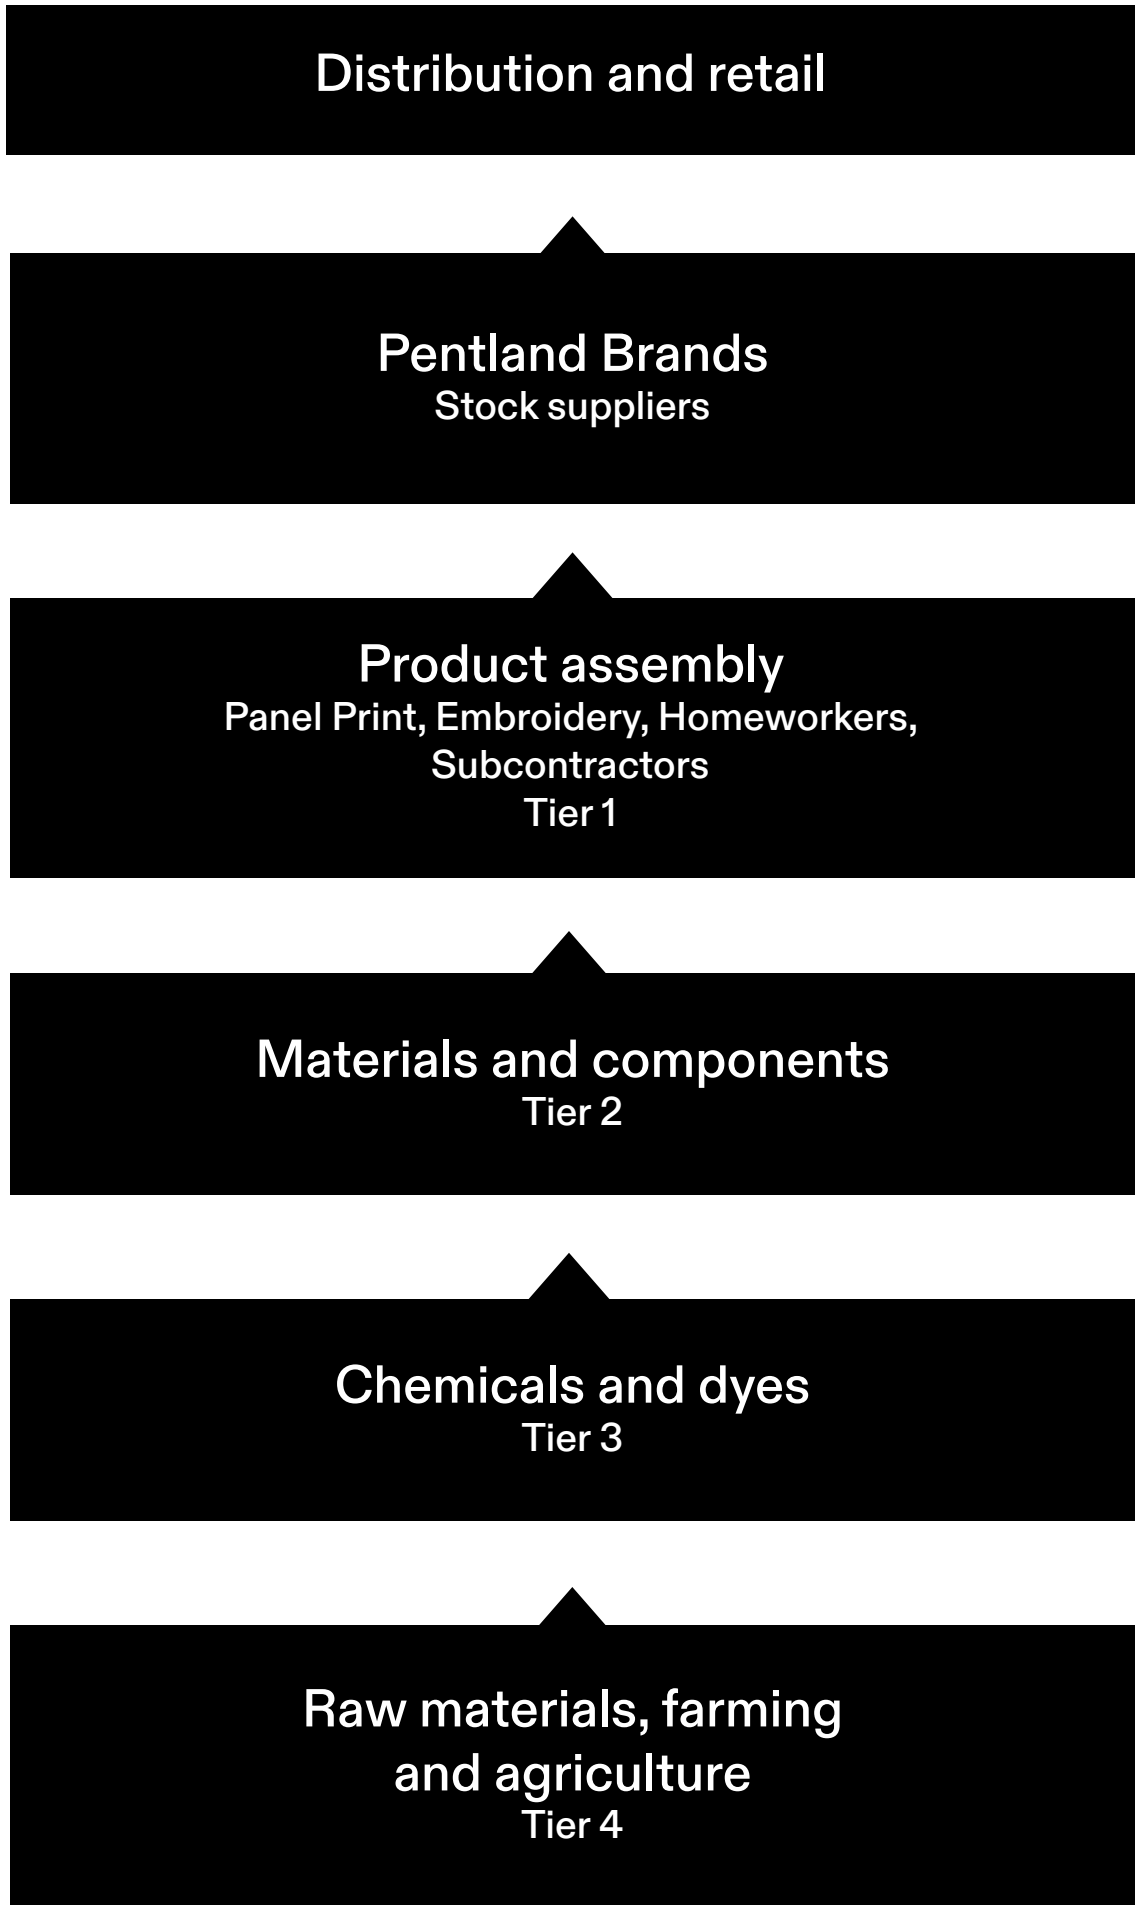 Distribution and retail
Pentland Brands
Stock suppliers
Product assembly
Panel Print, Embroidery, Homeworkers,
Subcontractors
Tier 1
Materials and components
Tier 2
Chemicals and dyes
Tier 3
Raw materials, farming
and agriculture
Tier 4